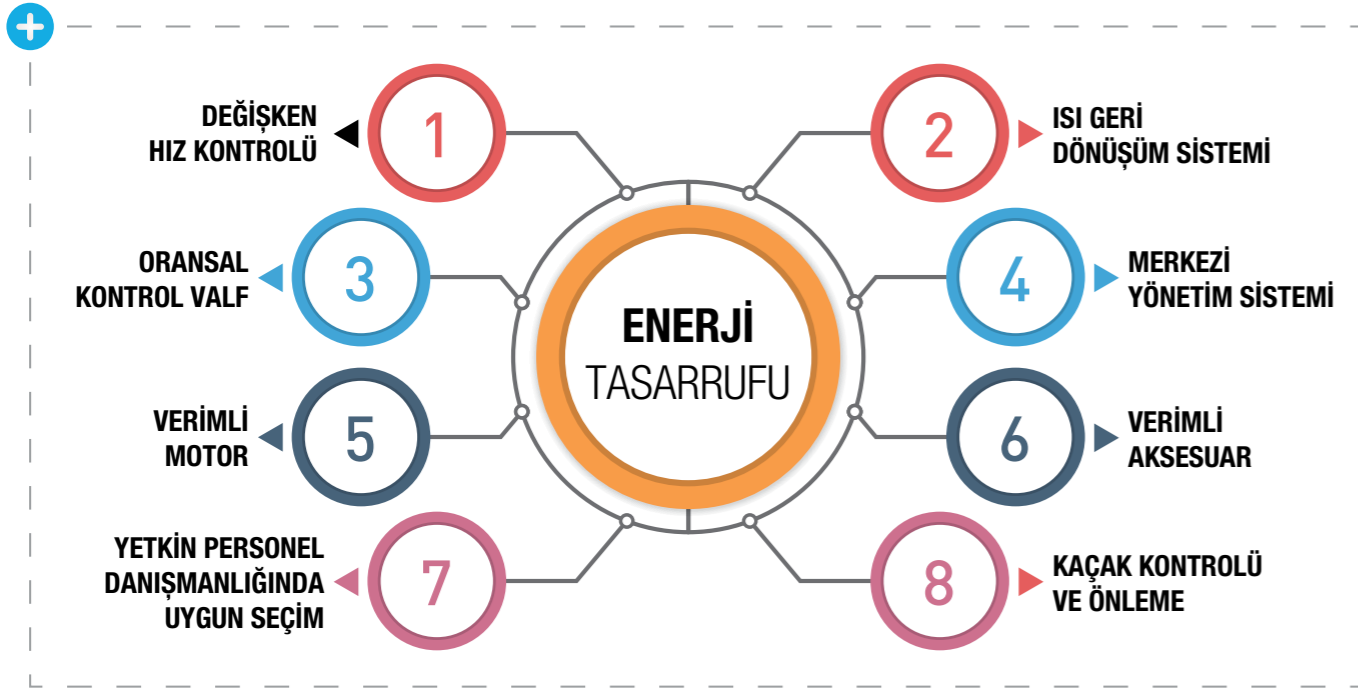 1
DEĞİŞKEN
HIZ KONTROLÜ
2
ISI GERİ
DÖNÜŞÜM SİSTEMİ
3
ORANSAL
KONTROL VALF
4
MERKEZİ
YÖNETİM SİSTEMİ
ENERJİ
TASARRUFU
5
VERİMLİ
MOTOR
6
VERİMLİ
AKSESUAR
7
YETKİN PERSONEL
DANIŞMANLIĞINDA
UYGUN SEÇİM
8
KAÇAK KONTROLÜ
VE ÖNLEME